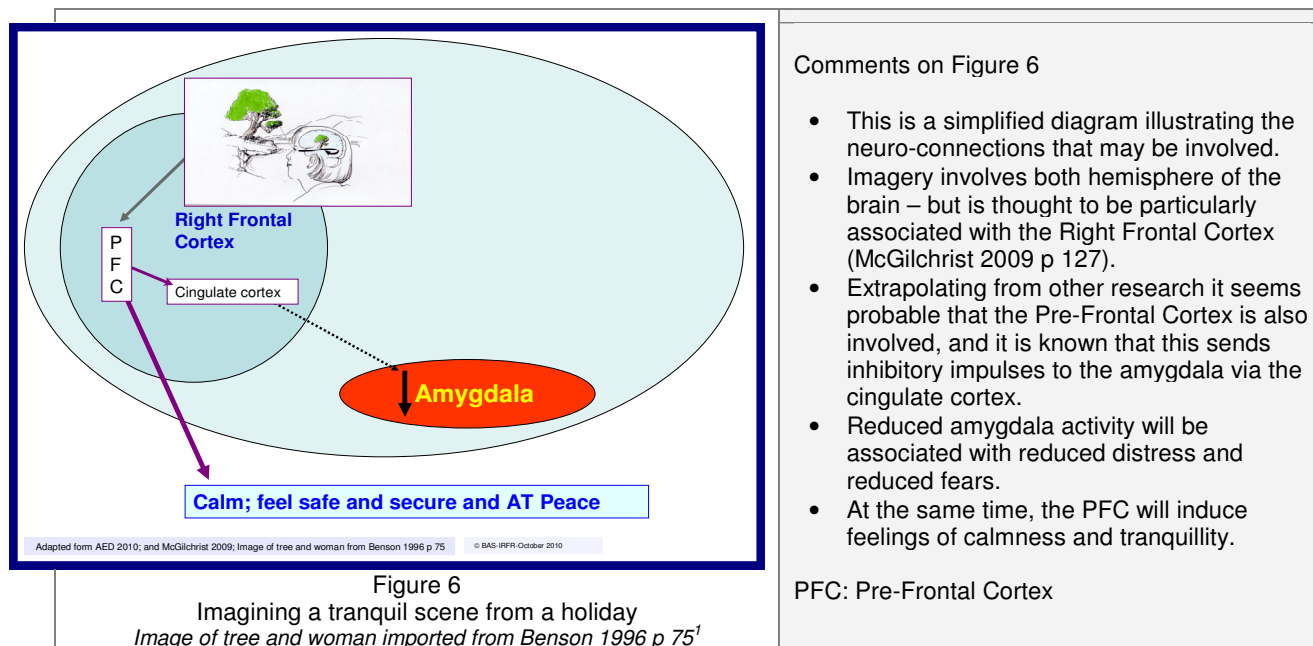 Right Frontal
Cortex
P
F
C
Cingulate cortex
Amygdala
Calm; feel safe and secure and AT Peace
Adapted form AED 2010; and McGilchrist 2009; Image of tree and woman from Benson 1996 p 75
© BAS-IRFR-October 2010
Figure 6
Imagining a tranquil scene from a holiday
Image of tree and woman imported from Benson 1996 p 75¹
Comments on Figure 6
• This is a simplified diagram illustrating the
neuro-connections that may be involved.
• Imagery involves both hemisphere of the
brain – but is thought to be particularly
associated with the Right Frontal Cortex
(McGilchrist 2009 p 127).
• Extrapolating from other research it seems
probable that the Pre-Frontal Cortex is also
involved, and it is known that this sends
inhibitory impulses to the amygdala via the
cingulate cortex.
• Reduced amygdala activity will be
associated with reduced distress and
reduced fears.
• At the same time, the PFC will induce
feelings of calmness and tranquillity.
PFC: Pre-Frontal Cortex